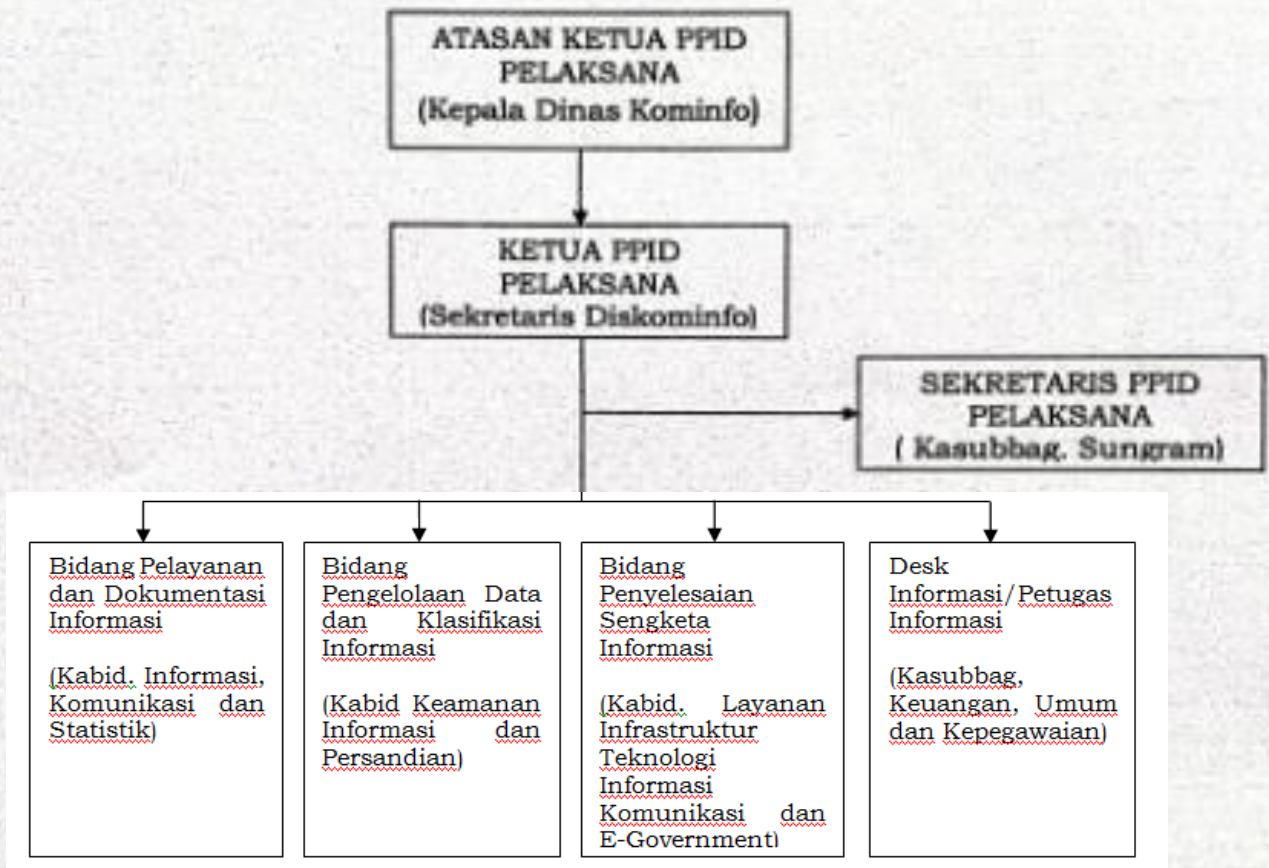 ATASAN KETUA PPID
PELAKSANA
(Kepala Dinas Kominfo)
KETUA PPID
PELAKSANA
(Sekretaris Diskominfo)
SEKRETARIS PPID
PELAKSANA
( Kasubbag. Sungram)
Bidang Pelayanan
dan Dokumentasi
Informasi
(Kabid. Informasi,
Komunikasi dan
Statistik)
Bidang
Pengelolaan Data
dan Klasifikasi
Informasi
(Kabid Keamanan
Informasi dan
Persandian)
Bidang
Penyelesaian
Sengketa
Informasi
(Kabid. Layanan
Infrastruktur
Teknologi
Informasi
Komunikasi dan
E-Government)
Desk
Informasi/Petugas
Informasi
(Kasubbag,
Keuangan, Umum
dan Kepegawaian)